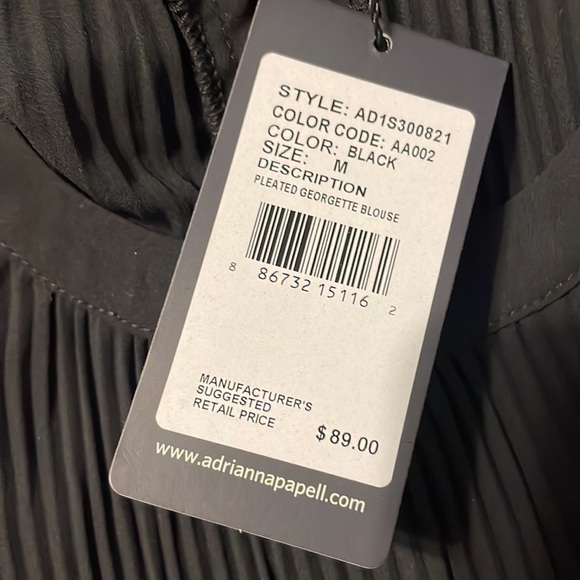 STYLE: AD1S300821
COLOR CODE: AA002
COLOR: BLACK
SIZE: M
DESCRIPTION
PLEATED GEORGETTE BLOUSE
8 86732 15116 2
MANUFACTURER'S
SUGGESTED
RETAIL PRICE
$89.00
www.adriannapapell.com